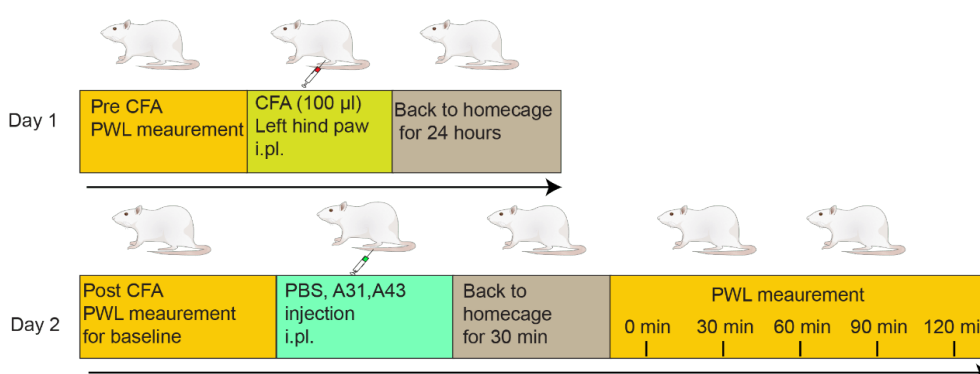 Day 1
Pre CFA
PWL meaurement
CFA (100 µl)
Left hind paw
i.pl.
Back to homecage
for 24 hours
Day 2
Post CFA
PWL meaurement
for baseline
PBS, A31,A43
injection
i.pl.
Back to
homecage
for 30 min
PWL meaurement
0 min 30 min 60 min 90 min 120 mi